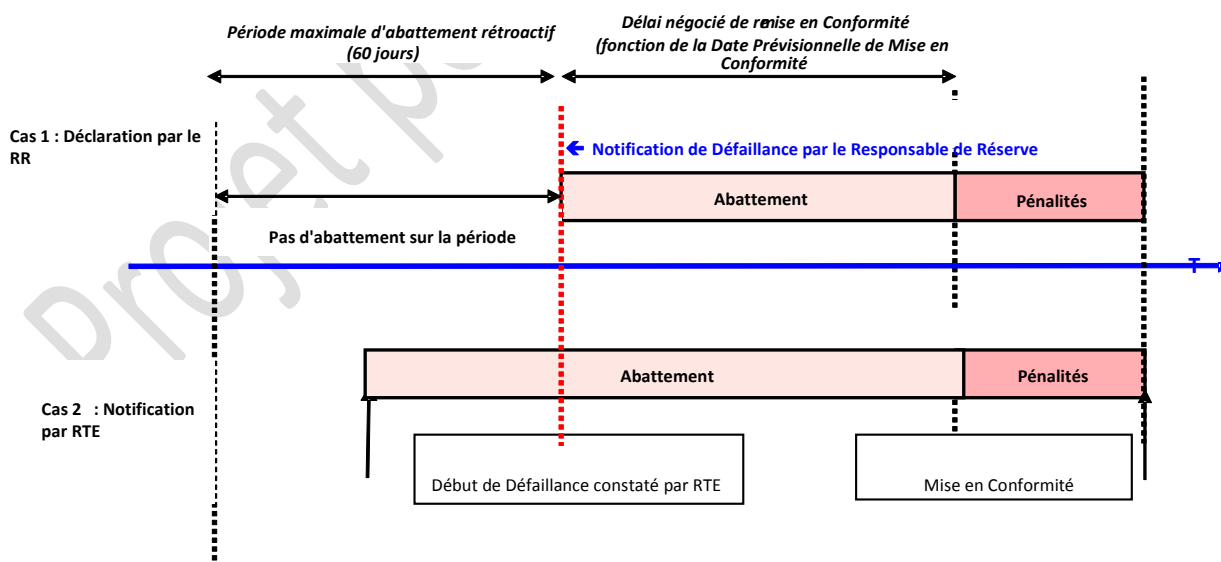 Période maximale d'abattement rétroactif
(60 jours)
Délai négocié de remise en Conformité
(fonction de la Date Prévisionnelle de Mise en
Conformité
Cas 1 : Déclaration par le
RR
Notification de Défaillance par le Responsable de Réserve
Abattement
Pénalités
Pas d'abattement sur la période
T
Projet p
Abattement
Pénalités
Cas 2 : Notification
par RTE
Début de Défaillance constaté par RTE
Mise en Conformité